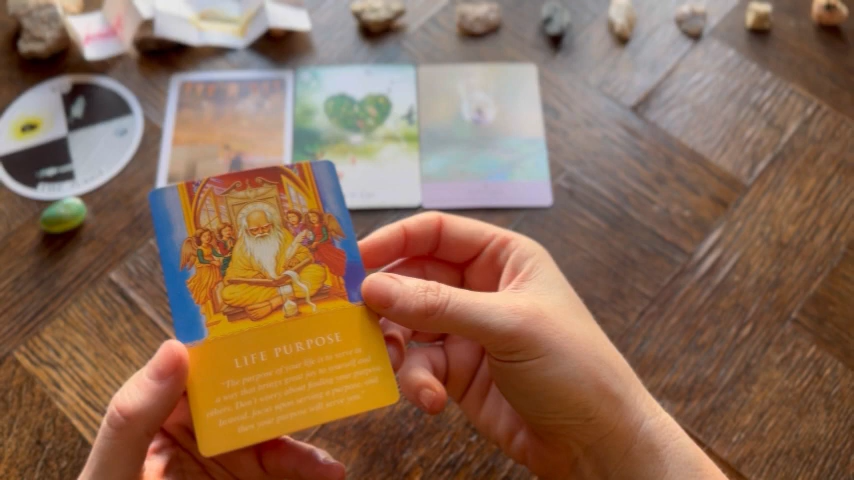 LIFE PURPOSE
"The purpose of your life is to serve in
a way that brings great joy to yourself and
others. Don't worry about finding your purpose.
Instead, focus upon serving a purpose, and
then your purpose will serve you."